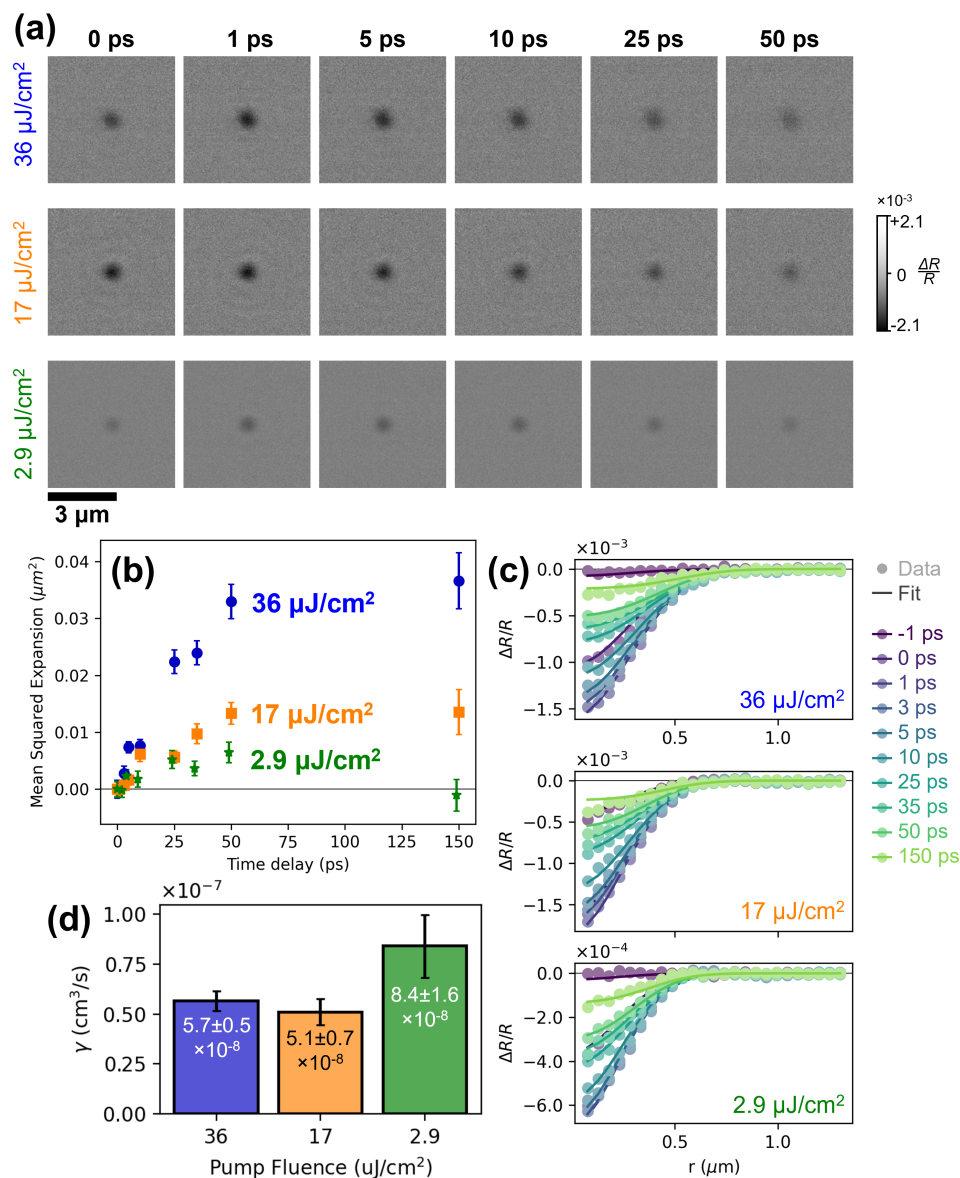 (a)
0 ps 1 ps 5 ps 10 ps 25 ps 50 ps
36 µJ/cm²
17 µJ/cm²
2.9 µJ/cm²
×10⁻³
+2.1
0
-2.1
ΔR/R
3 µm
(b)
Mean Squared Expansion (μm²)
0.04
0.03
0.02
0.01
0.00
36 µJ/cm²
17 µJ/cm²
2.9 µJ/cm²
0 25 50 75 100 125 150
Time delay (ps)
(c)
×10⁻³
0.0
−0.5
−1.0
−1.5
ΔR/R
36 µJ/cm²
0.5 1.0
×10⁻³
0.0
−0.5
−1.0
−1.5
ΔR/R
17 µJ/cm²
0.5 1.0
×10⁻⁴
0.0
−2.0
−4.0
−6.0
ΔR/R
2.9 µJ/cm²
0.5 1.0
r (μm)
Data
Fit
-1 ps
0 ps
1 ps
3 ps
5 ps
10 ps
25 ps
35 ps
50 ps
150 ps
(d)
×10⁻⁷
1.00
0.75
0.50
0.25
0.00
γ (cm³/s)
5.7±0.5
×10⁻⁸
5.1±0.7
×10⁻⁸
8.4±1.6
×10⁻⁸
36 17 2.9
Pump Fluence (uJ/cm²)